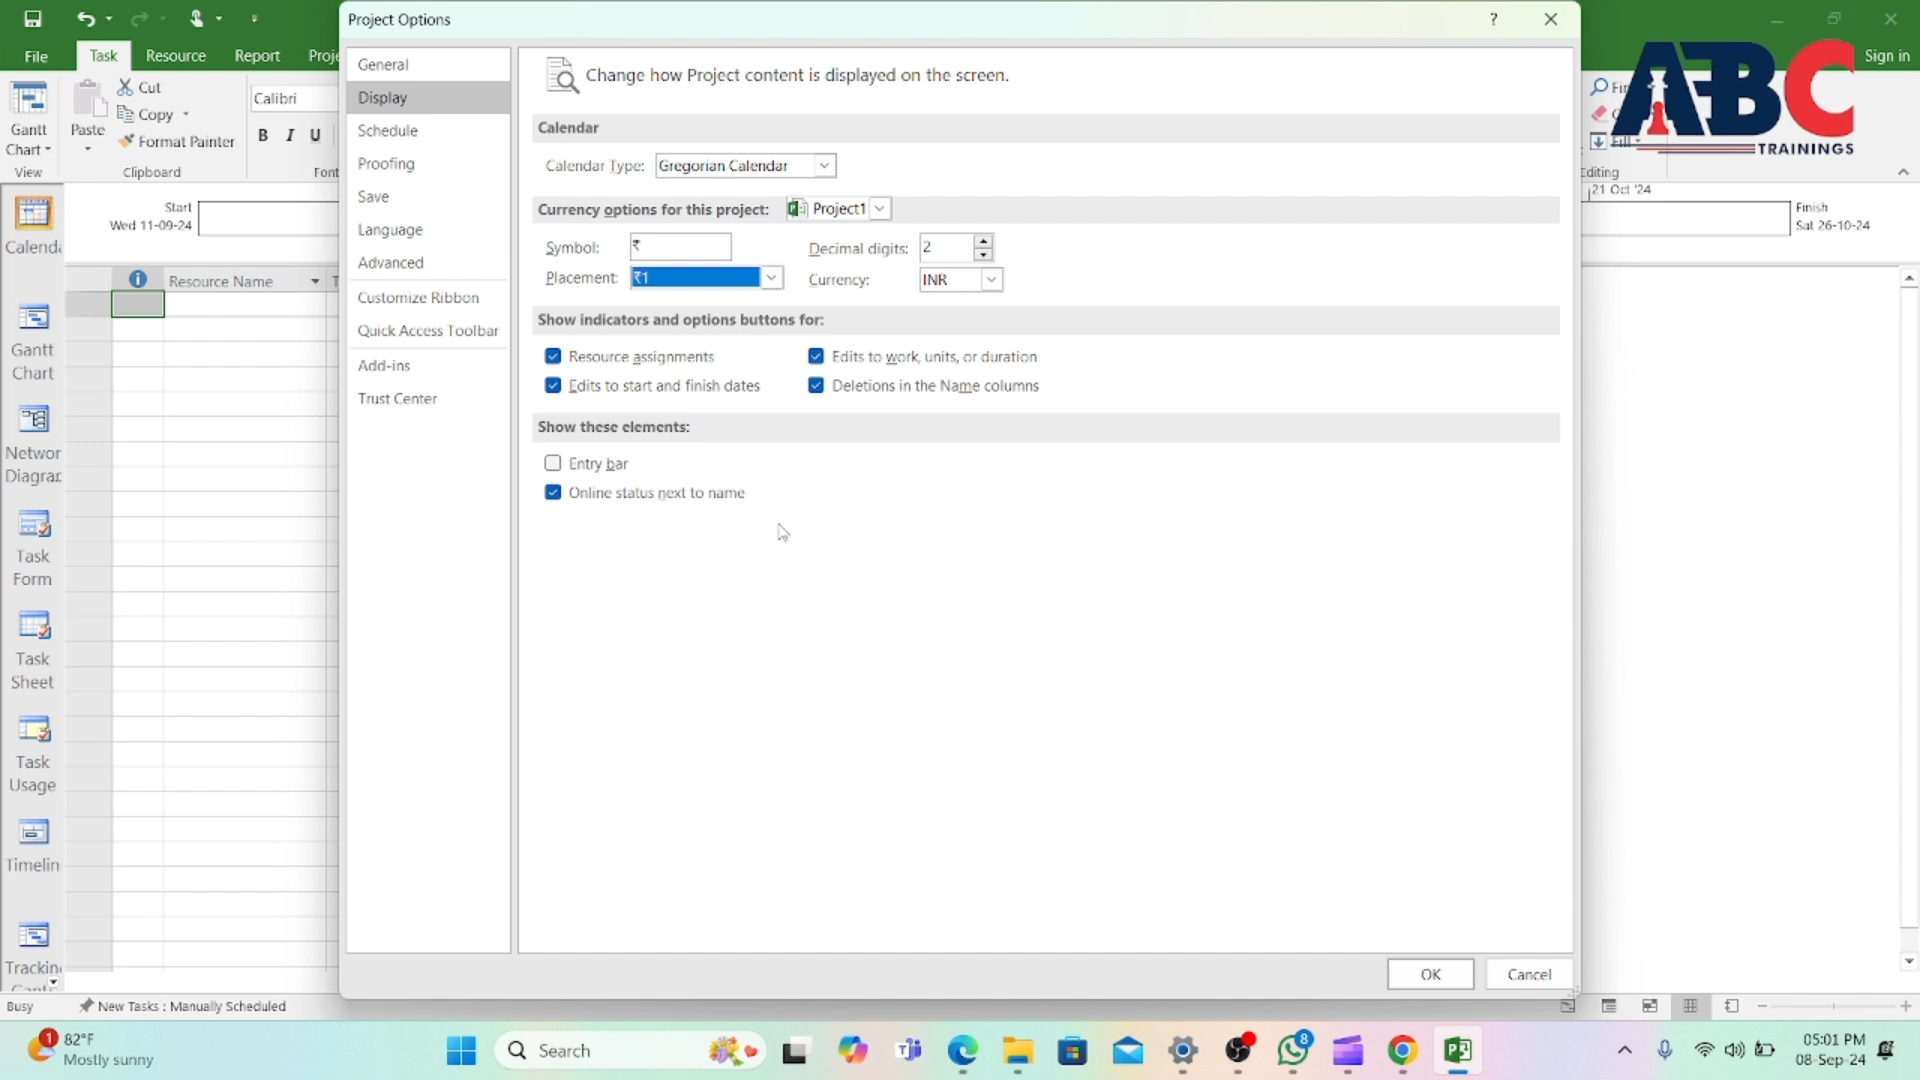 Project Options
?
File
Task
Resource
Report
Sign in
Cut
Copy
Format Painter
Paste
Gantt
Chart
View
Clipboard
Calibri
B I U
Font
Fill
Editing
ABC
TRAININGS
General
Display
Schedule
Proofing
Save
Language
Advanced
Customize Ribbon
Quick Access Toolbar
Add-ins
Trust Center
Change how Project content is displayed on the screen.
Calendar
Calendar Type: Gregorian Calendar
Currency options for this project: Project1
Symbol: ₹ Decimal digits: 2
Placement: ₹1 Currency: INR
Show indicators and options buttons for:
Resource assignments Edits to work, units, or duration
Edits to start and finish dates Deletions in the Name columns
Show these elements:
Entry bar
Online status next to name
OK Cancel
Start
Wed 11-09-24
21 Oct '24
Finish
Sat 26-10-24
Resource Name
Calenda
Gantt
Chart
Networ
Diagrar
Task
Form
Task
Sheet
Task
Usage
Timelin
Busy New Tasks : Manually Scheduled
1
82°F
Mostly sunny
Search
8
05:01 PM
08-Sep-24